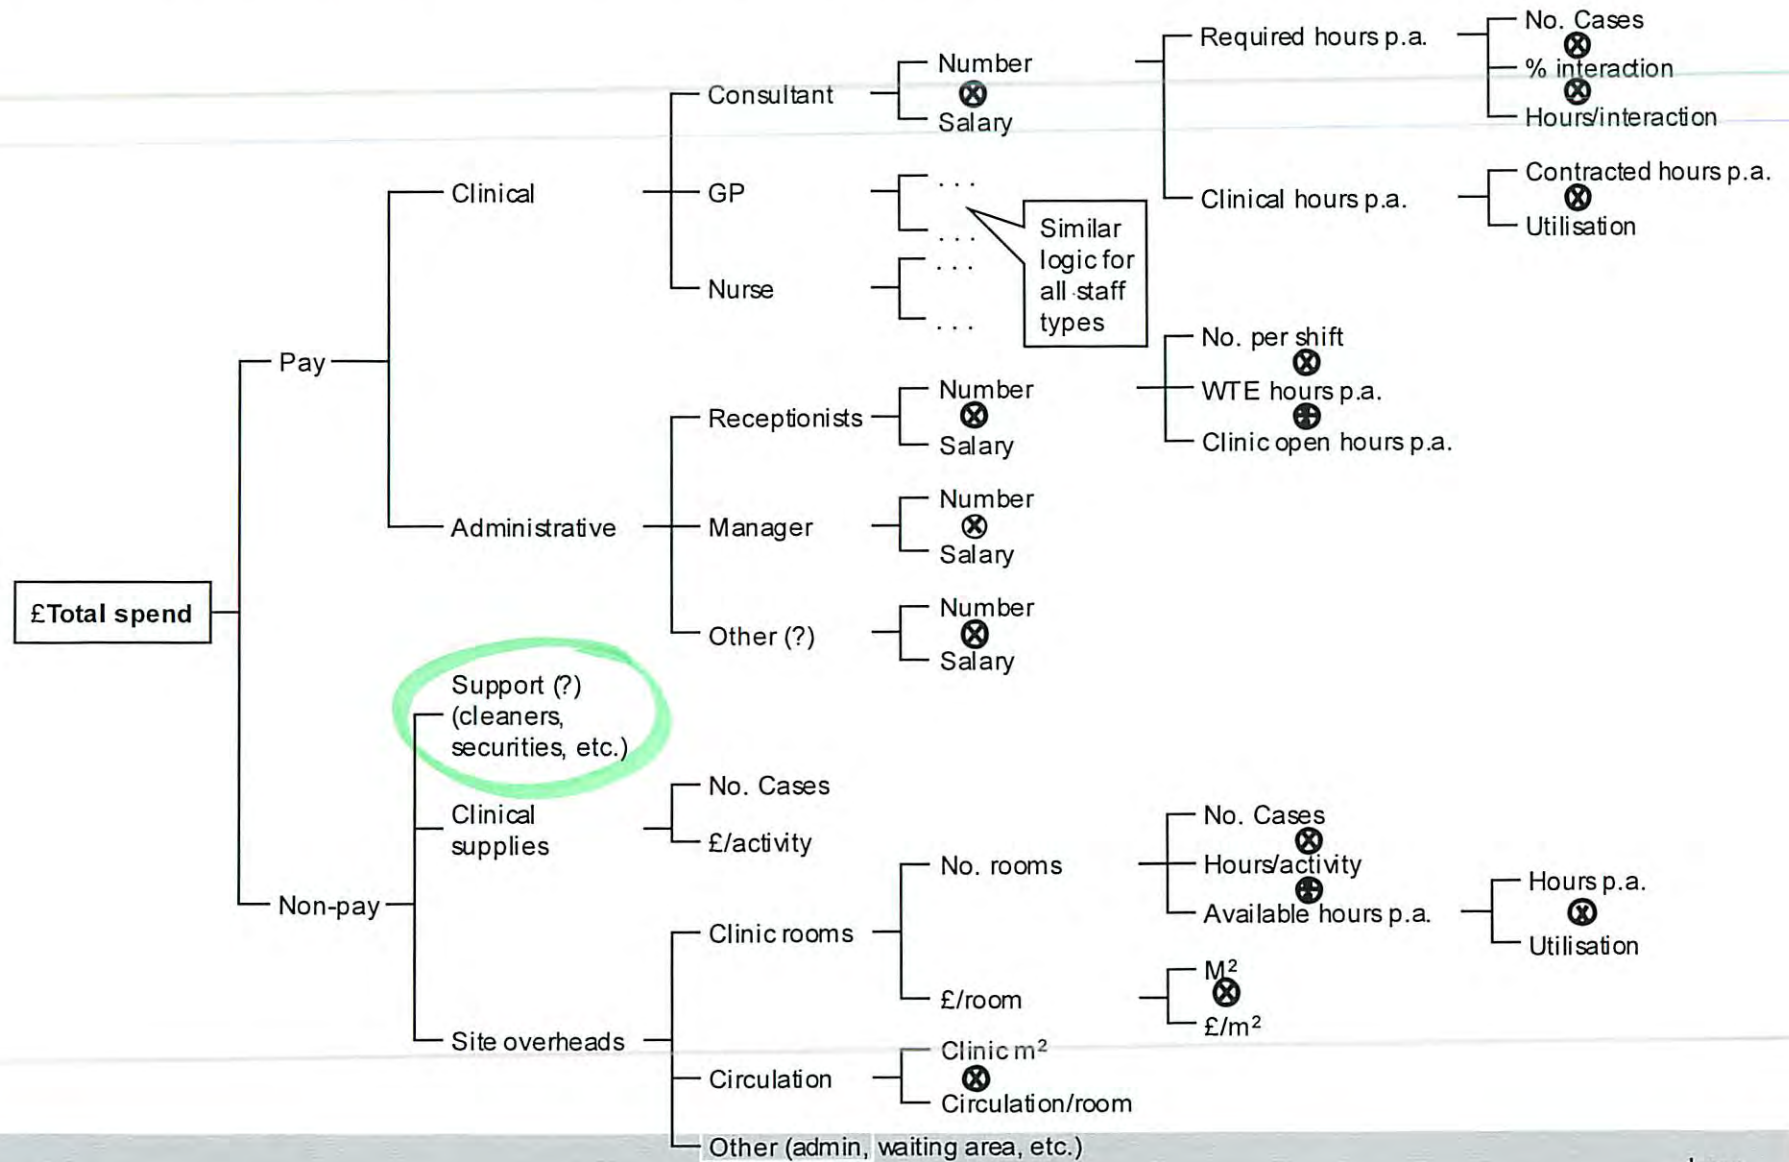 No. Cases
Required hours p.a.
Number
% interaction
Consultant
Salary
Hours/interaction
Contracted hours p.a.
Clinical
GP
. . .
Clinical hours p.a.
Utilisation
. . .
Similar
logic for
all staff
types
. . .
Nurse
. . .
No. per shift
Pay
Number
WTE hours p.a.
Receptionists
Salary
Clinic open hours p.a.
Number
Administrative
Manager
Salary
£Total spend
Number
Other (?)
Salary
Support (?)
(cleaners,
securities, etc.)
No. Cases
Clinical
supplies
£/activity
No. Cases
No. rooms
Hours/activity
Hours p.a.
Non-pay
Available hours p.a.
Clinic rooms
Utilisation
M²
£/room
£/m²
Site overheads
Clinic m²
Circulation
Circulation/room
Other (admin, waiting area, etc.)